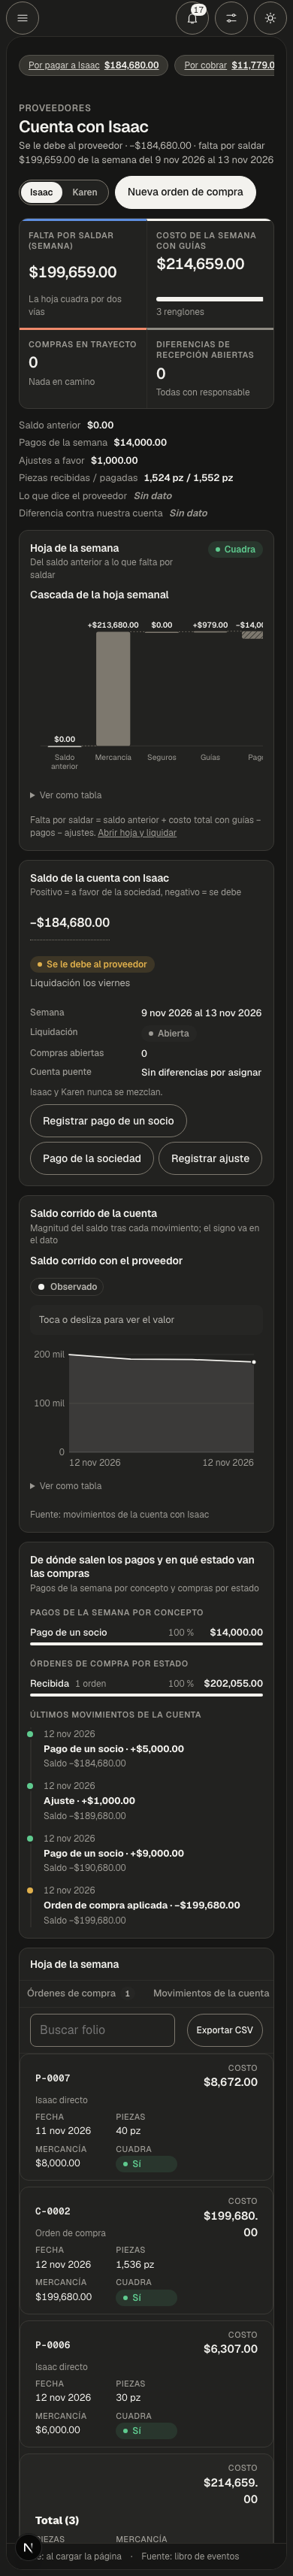 17
Por pagar a Isaac $184,680.00
Por cobrar $11,779.0
PROVEEDORES
Cuenta con Isaac
Se le debe al proveedor · −$184,680.00 · falta por saldar
$199,659.00 de la semana del 9 nov 2026 al 13 nov 2026
Isaac Karen Nueva orden de compra
FALTA POR SALDAR
(SEMANA)
$199,659.00
La hoja cuadra por dos
vías
COSTO DE LA SEMANA
CON GUÍAS
$214,659.00
3 renglones
COMPRAS EN TRAYECTO
0
Nada en camino
DIFERENCIAS DE
RECEPCIÓN ABIERTAS
0
Todas con responsable
Saldo anterior $0.00
Pagos de la semana $14,000.00
Ajustes a favor $1,000.00
Piezas recibidas / pagadas 1,524 pz / 1,552 pz
Lo que dice el proveedor Sin dato
Diferencia contra nuestra cuenta Sin dato
Hoja de la semana
Cuadra
Del saldo anterior a lo que falta por
saldar
Cascada de la hoja semanal
+$213,680.00 $0.00 +$979.00 −$14,00
$0.00
Saldo
anterior
Mercancía
Seguros
Guías
Pag
Ver como tabla
Falta por saldar = saldo anterior + costo total con guías −
pagos − ajustes. Abrir hoja y liquidar
Saldo de la cuenta con Isaac
Positivo = a favor de la sociedad, negativo = se debe
−$184,680.00
Se le debe al proveedor
Liquidación los viernes
Semana 9 nov 2026 al 13 nov 2026
Liquidación Abierta
Compras abiertas 0
Cuenta puente Sin diferencias por asignar
Isaac y Karen nunca se mezclan.
Registrar pago de un socio
Pago de la sociedad Registrar ajuste
Saldo corrido de la cuenta
Magnitud del saldo tras cada movimiento; el signo va en
el dato
Saldo corrido con el proveedor
Observado
Toca o desliza para ver el valor
200 mil
100 mil
0
12 nov 2026 12 nov 2026
Ver como tabla
Fuente: movimientos de la cuenta con Isaac
De dónde salen los pagos y en qué estado van
las compras
Pagos de la semana por concepto y compras por estado
PAGOS DE LA SEMANA POR CONCEPTO
Pago de un socio 100 % $14,000.00
ÓRDENES DE COMPRA POR ESTADO
Recibida 1 orden 100 % $202,055.00
ÚLTIMOS MOVIMIENTOS DE LA CUENTA
12 nov 2026
Pago de un socio · +$5,000.00
Saldo −$184,680.00
12 nov 2026
Ajuste · +$1,000.00
Saldo −$189,680.00
12 nov 2026
Pago de un socio · +$9,000.00
Saldo −$190,680.00
12 nov 2026
Orden de compra aplicada · −$199,680.00
Saldo −$199,680.00
Hoja de la semana
Órdenes de compra 1 Movimientos de la cuenta
Buscar folio Exportar CSV
P-0007
COSTO
$8,672.00
Isaac directo
FECHA PIEZAS
11 nov 2026 40 pz
MERCANCÍA CUADRA
$8,000.00 Sí
C-0002
COSTO
$199,680.
00
Orden de compra
FECHA PIEZAS
12 nov 2026 1,536 pz
MERCANCÍA CUADRA
$199,680.00 Sí
P-0006
COSTO
$6,307.00
Isaac directo
FECHA PIEZAS
12 nov 2026 30 pz
MERCANCÍA CUADRA
$6,000.00 Sí
COSTO
$214,659.
00
Total (3)
PIEZAS MERCANCÍA
N
al cargar la página · Fuente: libro de eventos